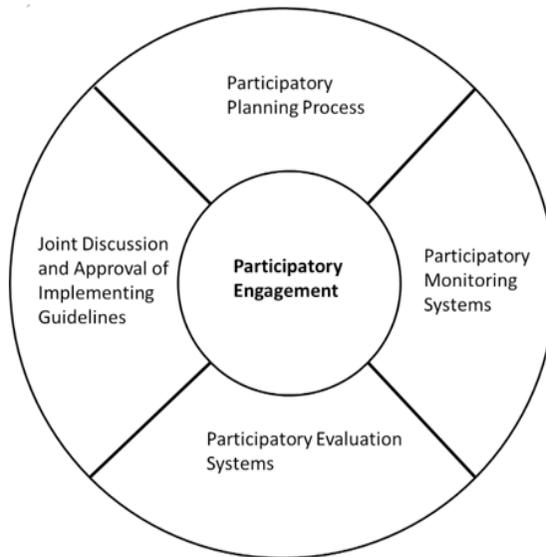 Participatory
Planning Process
Joint Discussion
and Approval of
Implementing
Guidelines
Participatory
Engagement
Participatory
Monitoring
Systems
Participatory Evaluation
Systems